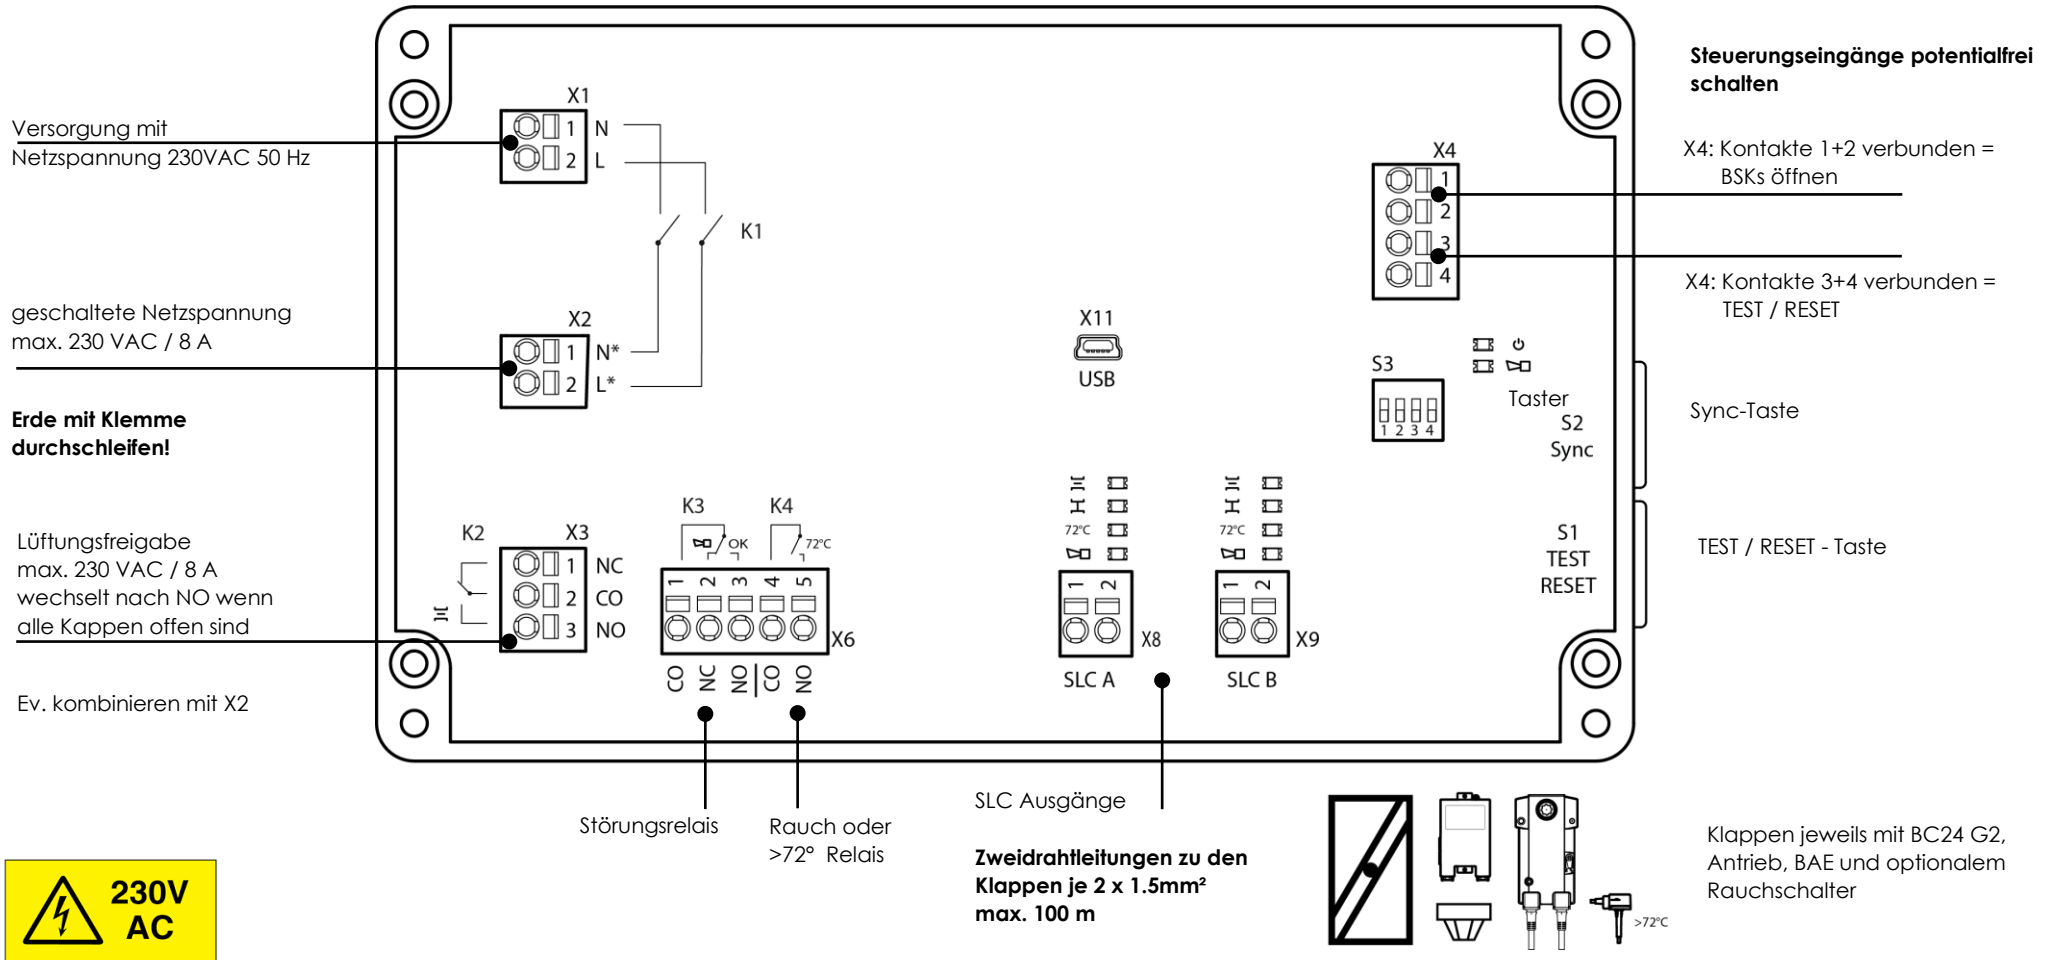 Versorgung mit
Netzspannung 230VAC 50 Hz
geschaltete Netzspannung
max. 230 VAC / 8 A
Erde mit Klemme
durchschleifen!
Lüftungsfreigabe
max. 230 VAC / 8 A
wechselt nach NO wenn
alle Kappen offen sind
Ev. kombinieren mit X2
X1
1 N
2 L
K1
X2
1 N*
2 L*
K2
X3
1 NC
2 CO
3 NO
K3
K4
OK
72°C
1 2 3 4 5
X6
CO NC NO CO NO
Störungsrelais
Rauch oder
>72° Relais
X11
USB
72°C
1 2
X8
SLC A
72°C
1 2
X9
SLC B
SLC Ausgänge
Zweidrahtleitungen zu den
Klappen je 2 x 1.5mm²
max. 100 m
X4
1
2
3
4
S3
1 2 3 4
Taster
S2
Sync
S1
TEST
RESET
Steuerungseingänge potentialfrei
schalten
X4: Kontakte 1+2 verbunden =
BSKs öffnen
X4: Kontakte 3+4 verbunden =
TEST / RESET
Sync-Taste
TEST / RESET - Taste
>72°C
Klappen jeweils mit BC24 G2,
Antrieb, BAE und optionalem
Rauchschalter
230V
AC